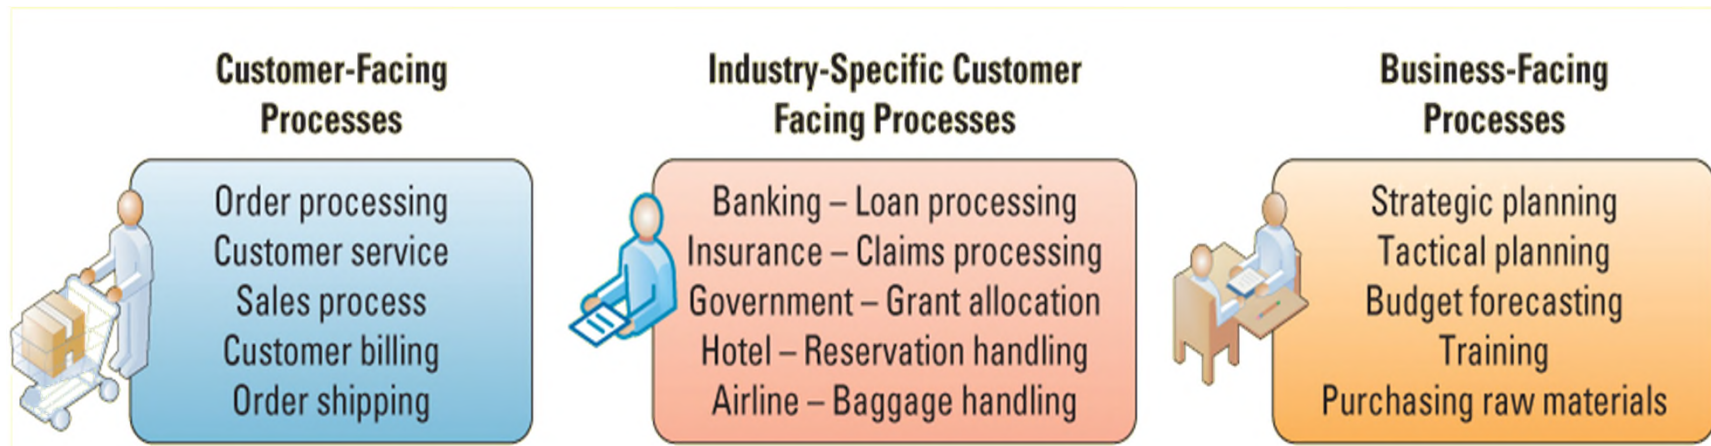 Customer-Facing
Processes
Order processing
Customer service
Sales process
Customer billing
Order shipping
Industry-Specific Customer
Facing Processes
Banking – Loan processing
Insurance – Claims processing
Government – Grant allocation
Hotel – Reservation handling
Airline – Baggage handling
Business-Facing
Processes
Strategic planning
Tactical planning
Budget forecasting
Training
Purchasing raw materials